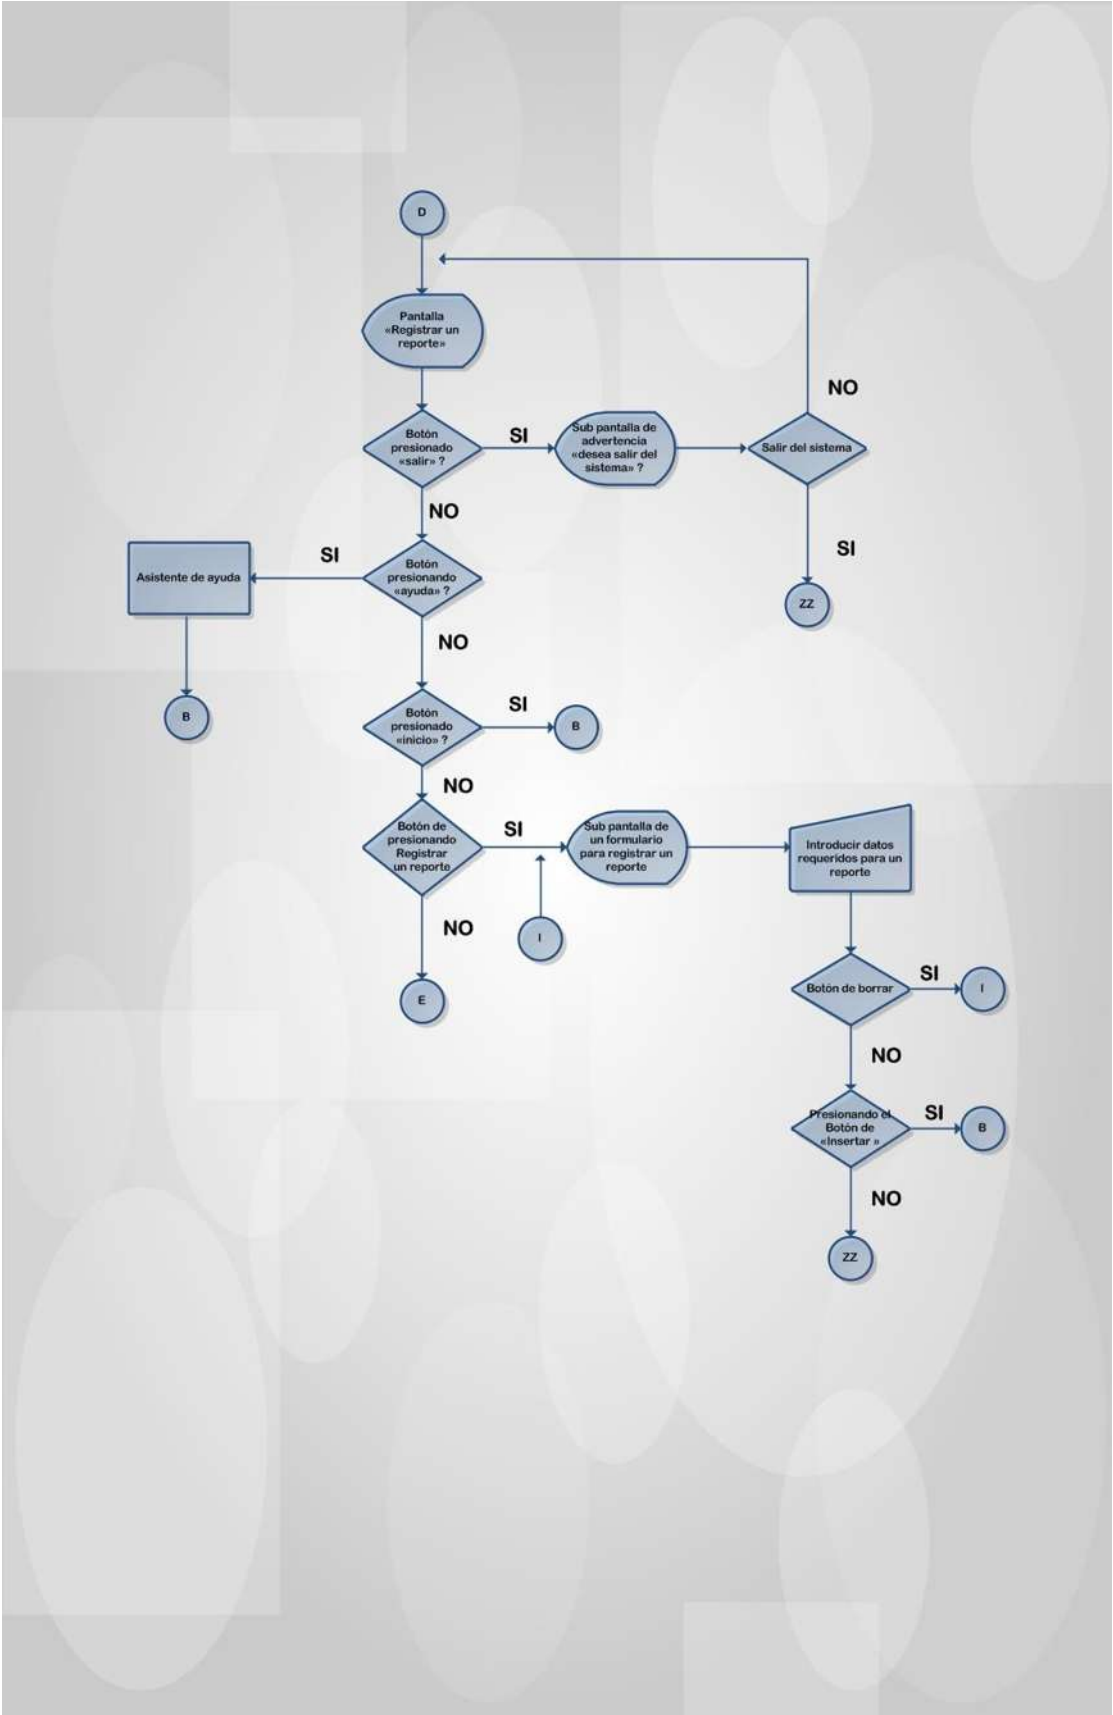 D
Pantalla
«Registrar un
reporte»
NO
Botón
presionado
«salir» ?
SI
Sub pantalla de
advertencia
«desea salir del
sistema» ?
Salir del sistema
NO
SI
Asistente de ayuda
SI
Botón
presionando
«ayuda» ?
ZZ
NO
B
Botón
presionado
«inicio» ?
SI
B
NO
Botón de
presionando
Registrar
un reporte
SI
Sub pantalla de
un formulario
para registrar un
reporte
Introducir datos
requeridos para un
reporte
NO
I
E
Botón de borrar
SI
I
NO
Presionando el
Botón de
«Insertar »
SI
B
NO
ZZ